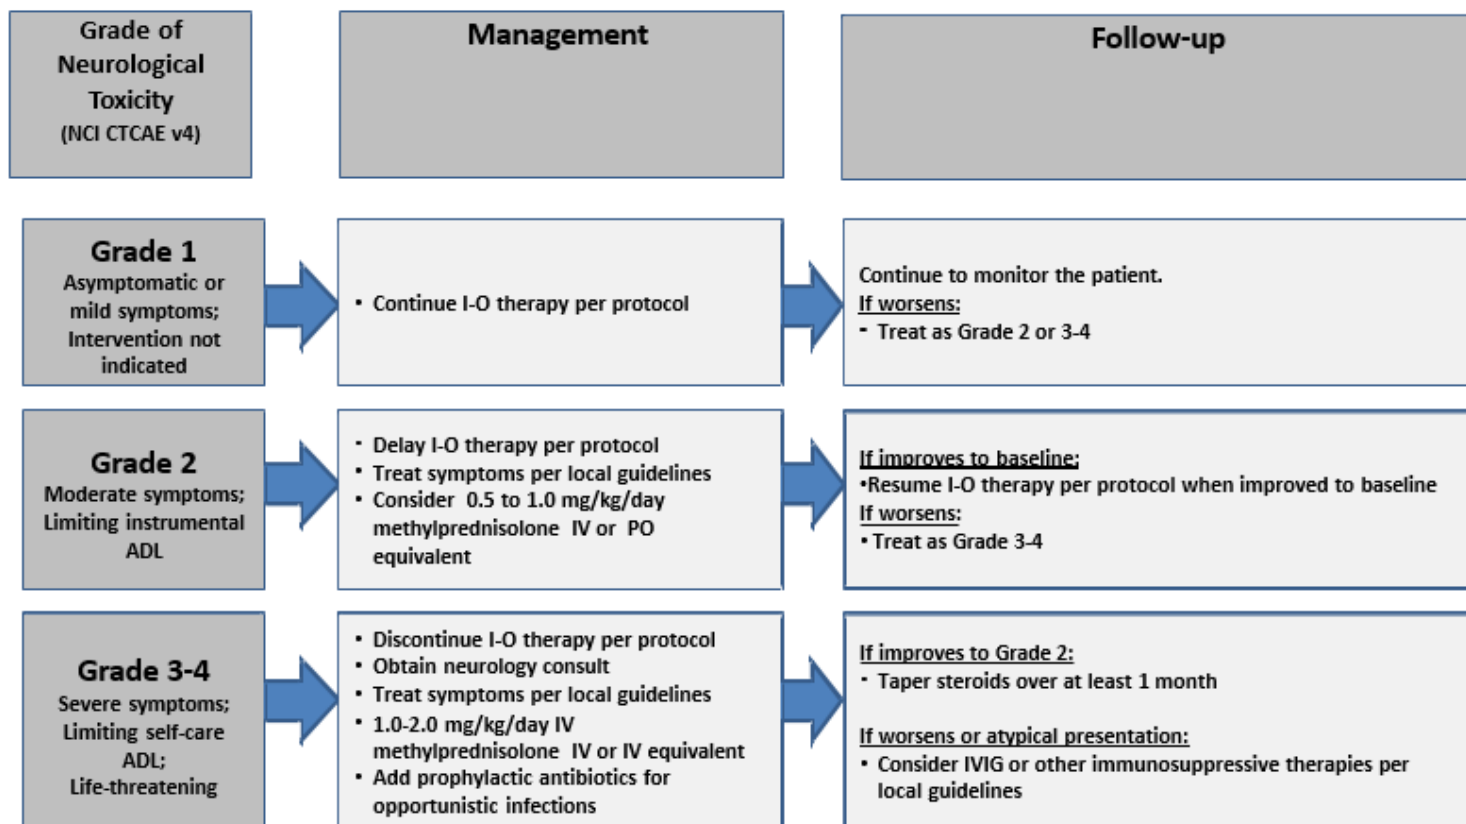 Grade of
Neurological
Toxicity
(NCI CTCAE v4)
Management
Follow-up
Grade 1
Asymptomatic or
mild symptoms;
Intervention not
indicated
• Continue I-O therapy per protocol
Continue to monitor the patient.
If worsens:
- Treat as Grade 2 or 3-4
Grade 2
Moderate symptoms;
Limiting instrumental
ADL
• Delay I-O therapy per protocol
• Treat symptoms per local guidelines
• Consider 0.5 to 1.0 mg/kg/day
methylprednisolone IV or PO
equivalent
If improves to baseline:
•Resume I-O therapy per protocol when improved to baseline
If worsens:
• Treat as Grade 3-4
Grade 3-4
Severe symptoms;
Limiting self-care
ADL;
Life-threatening
• Discontinue I-O therapy per protocol
• Obtain neurology consult
• Treat symptoms per local guidelines
• 1.0-2.0 mg/kg/day IV
methylprednisolone IV or IV equivalent
• Add prophylactic antibiotics for
opportunistic infections
If improves to Grade 2:
• Taper steroids over at least 1 month
If worsens or atypical presentation:
• Consider IVIG or other immunosuppressive therapies per
local guidelines